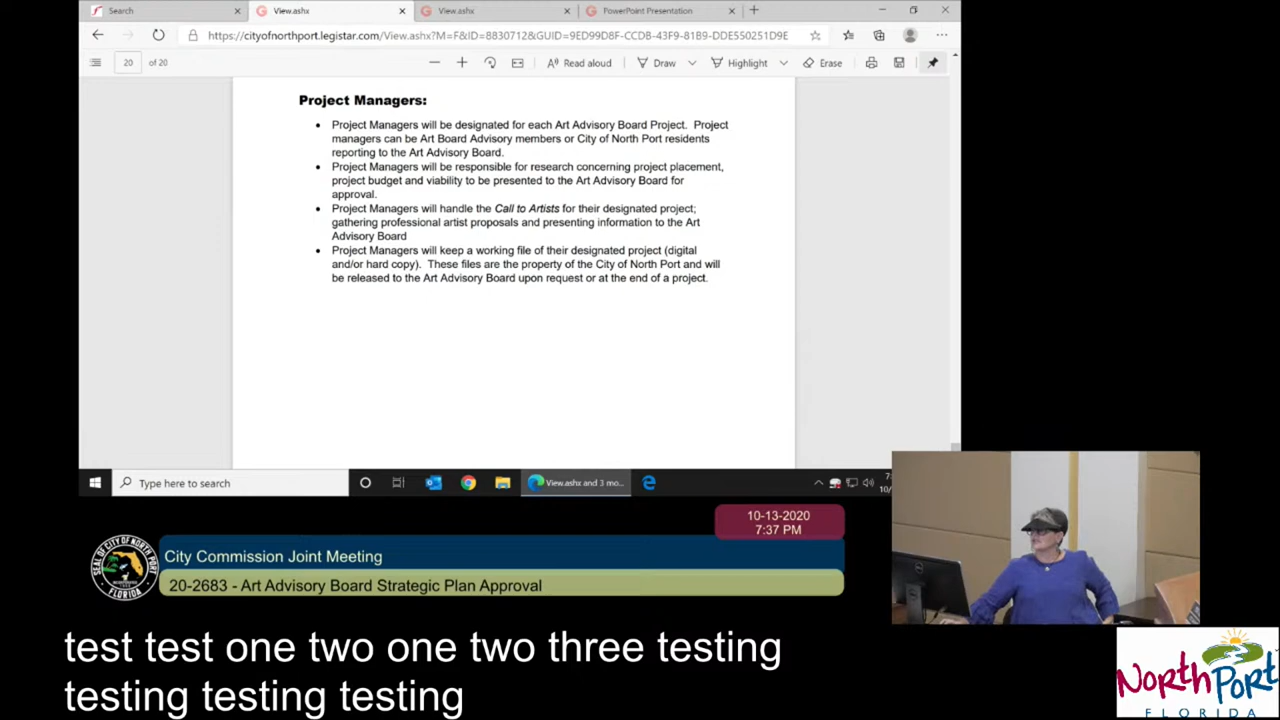 Search
View.ashx
View.ashx
PowerPoint Presentation
https://cityofnorthport.legistar.com/View.ashx?M=F&ID=8830712&GUID=9ED99D8F-CCDB-43F9-81B9-DDE550251D9E
20 of 20
Read aloud
Draw
Highlight
Erase
Project Managers:
• Project Managers will be designated for each Art Advisory Board Project. Project
managers can be Art Board Advisory members or City of North Port residents
reporting to the Art Advisory Board.
• Project Managers will be responsible for research concerning project placement,
project budget and viability to be presented to the Art Advisory Board for
approval.
• Project Managers will handle the Call to Artists for their designated project;
gathering professional artist proposals and presenting information to the Art
Advisory Board
• Project Managers will keep a working file of their designated project (digital
and/or hard copy). These files are the property of the City of North Port and will
be released to the Art Advisory Board upon request or at the end of a project.
Type here to search
View.ashx and 3 mo...
10-13-2020
7:37 PM
SEAL OF CITY OF NORTH PORT
FLORIDA
City Commission Joint Meeting
20-2683 - Art Advisory Board Strategic Plan Approval
test test one two one two three testing
testing testing testing
North Port
FLORIDA